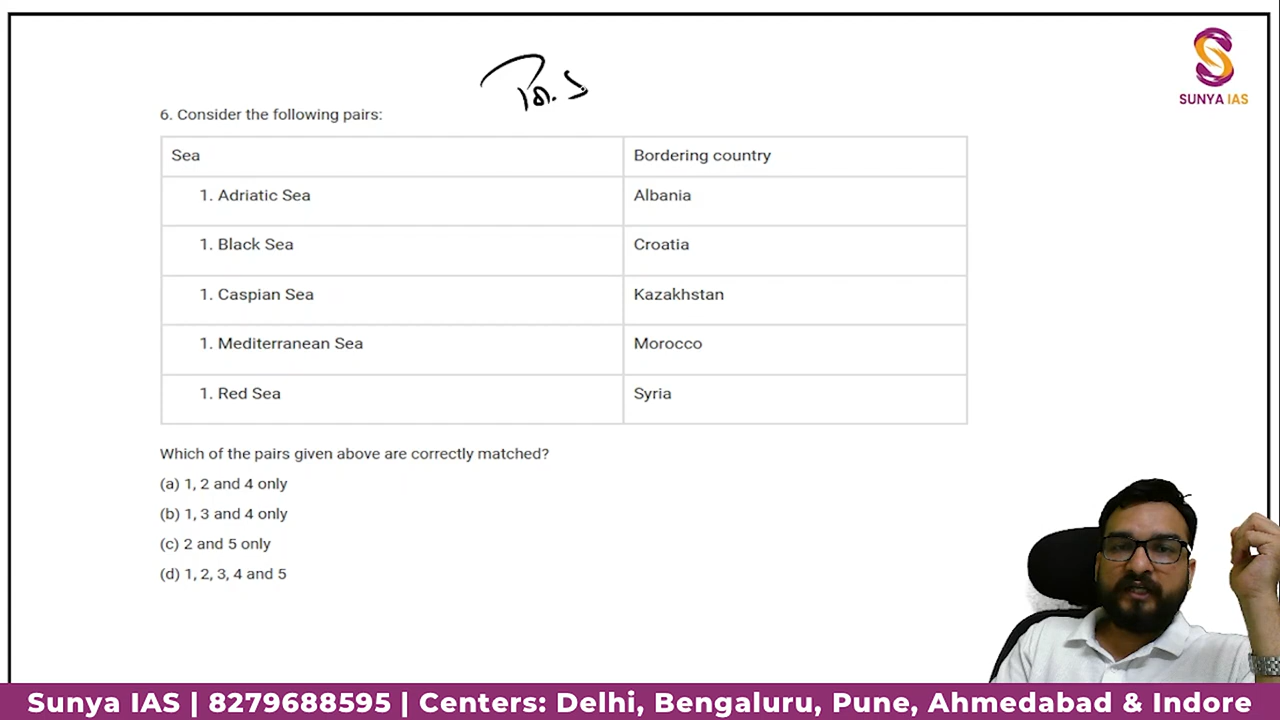 SUNYA IAS
6. Consider the following pairs:
Sea Bordering country
1. Adriatic Sea Albania
1. Black Sea Croatia
1. Caspian Sea Kazakhstan
1. Mediterranean Sea Morocco
1. Red Sea Syria
Which of the pairs given above are correctly matched?
(a) 1, 2 and 4 only
(b) 1, 3 and 4 only
(c) 2 and 5 only
(d) 1, 2, 3, 4 and 5
Sunya IAS | 8279688595 | Centers: Delhi, Bengaluru, Pune, Ahmedabad & Indore